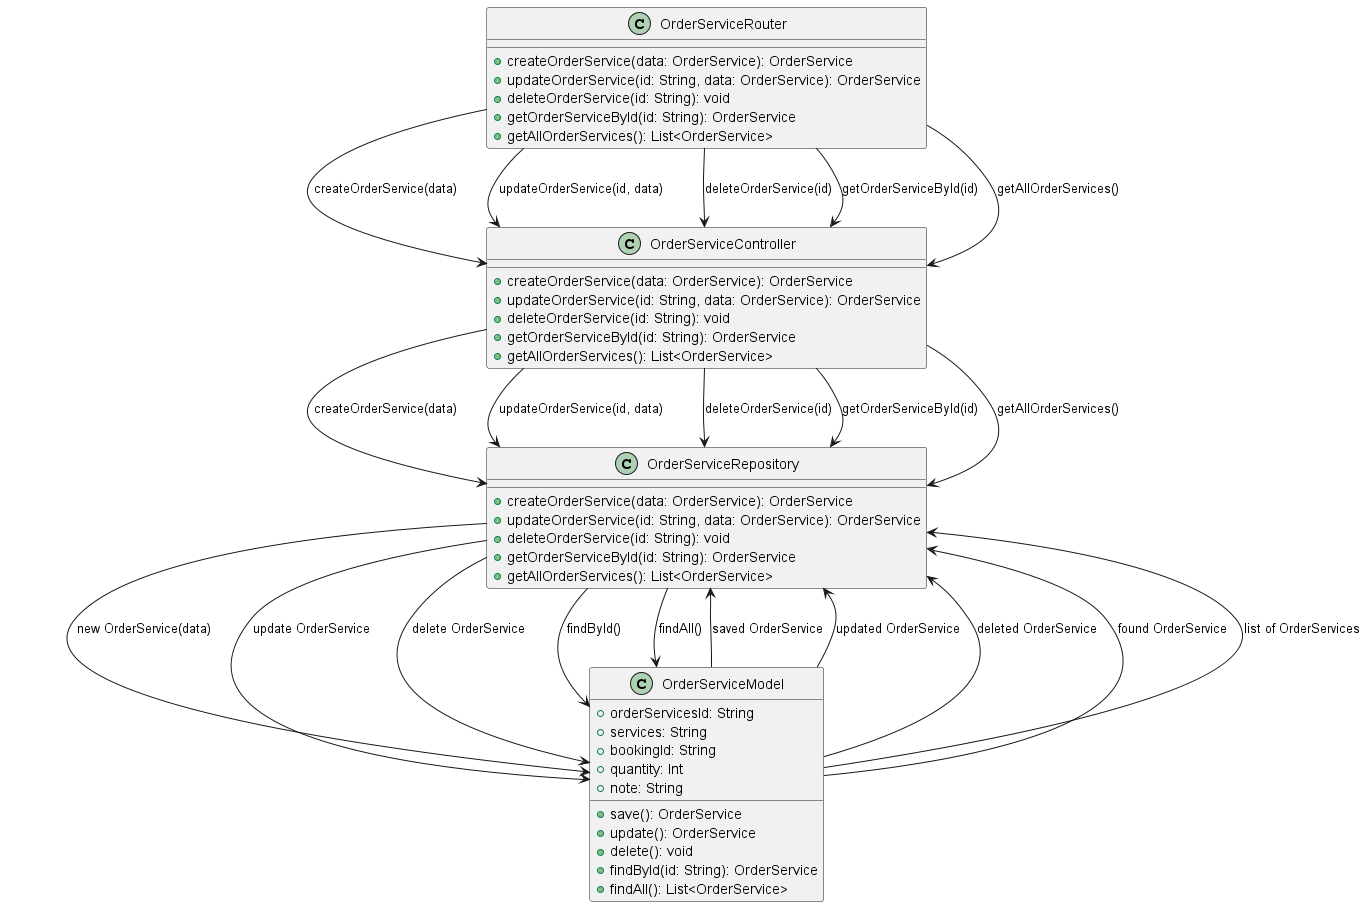 C OrderServiceRouter
createOrderService(data: OrderService): OrderService
updateOrderService(id: String, data: OrderService): OrderService
deleteOrderService(id: String): void
getOrderServiceById(id: String): OrderService
getAllOrderServices(): List<OrderService>
createOrderService(data) updateOrderService(id, data) deleteOrderService(id) getOrderServiceById(id) getAllOrderServices()
C OrderServiceController
createOrderService(data: OrderService): OrderService
updateOrderService(id: String, data: OrderService): OrderService
deleteOrderService(id: String): void
getOrderServiceById(id: String): OrderService
getAllOrderServices(): List<OrderService>
createOrderService(data) updateOrderService(id, data) deleteOrderService(id) getOrderServiceById(id) getAllOrderServices()
C OrderServiceRepository
createOrderService(data: OrderService): OrderService
updateOrderService(id: String, data: OrderService): OrderService
deleteOrderService(id: String): void
getOrderServiceById(id: String): OrderService
getAllOrderServices(): List<OrderService>
new OrderService(data) update OrderService delete OrderService findById() findAll() saved OrderService updated OrderService deleted OrderService found OrderService list of OrderServices
C OrderServiceModel
orderServicesId: String
services: String
bookingId: String
quantity: Int
note: String
save(): OrderService
update(): OrderService
delete(): void
findById(id: String): OrderService
findAll(): List<OrderService>